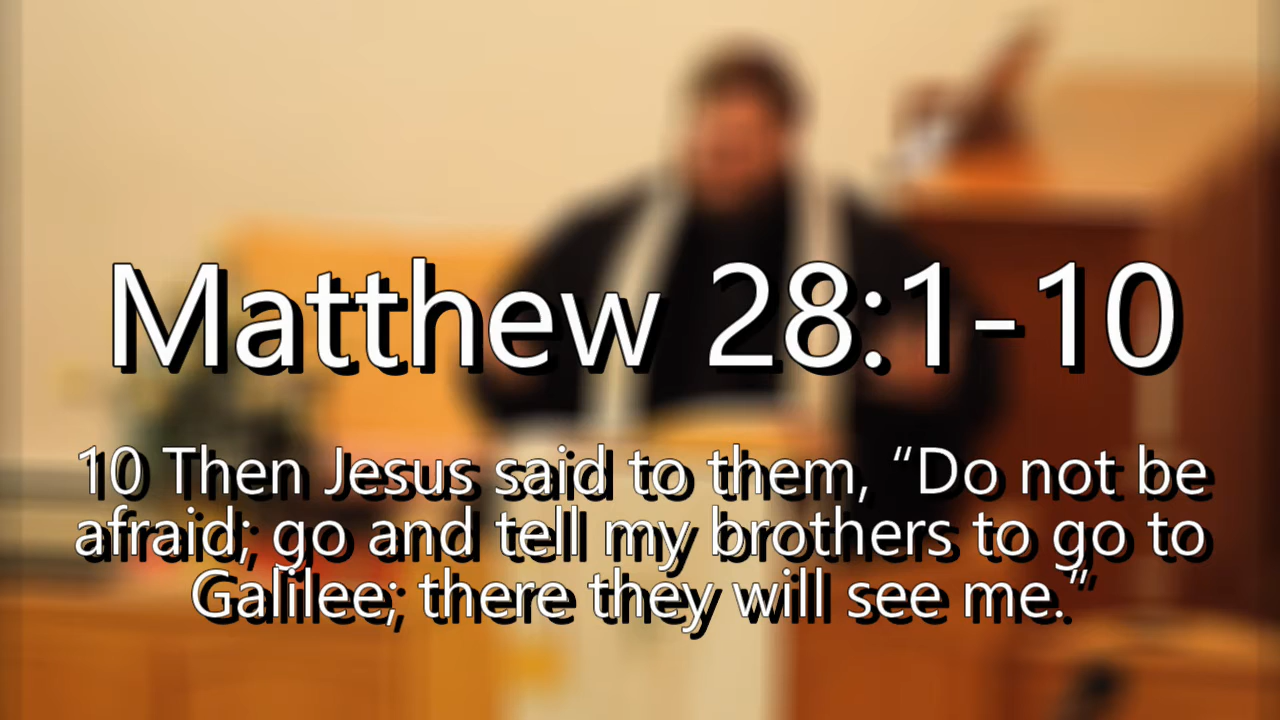 Matthew 28:1-10
10 Then Jesus said to them, “Do not be
afraid; go and tell my brothers to go to
Galilee; there they will see me.”